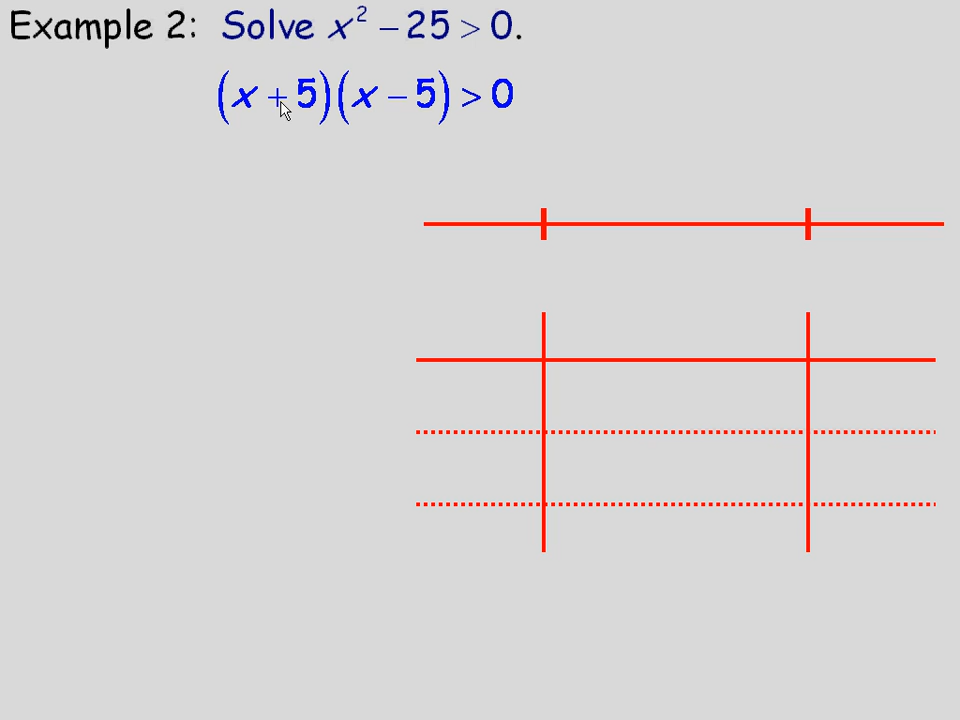 Example 2: Solve x² − 25 > 0.
(x + 5)(x − 5) > 0